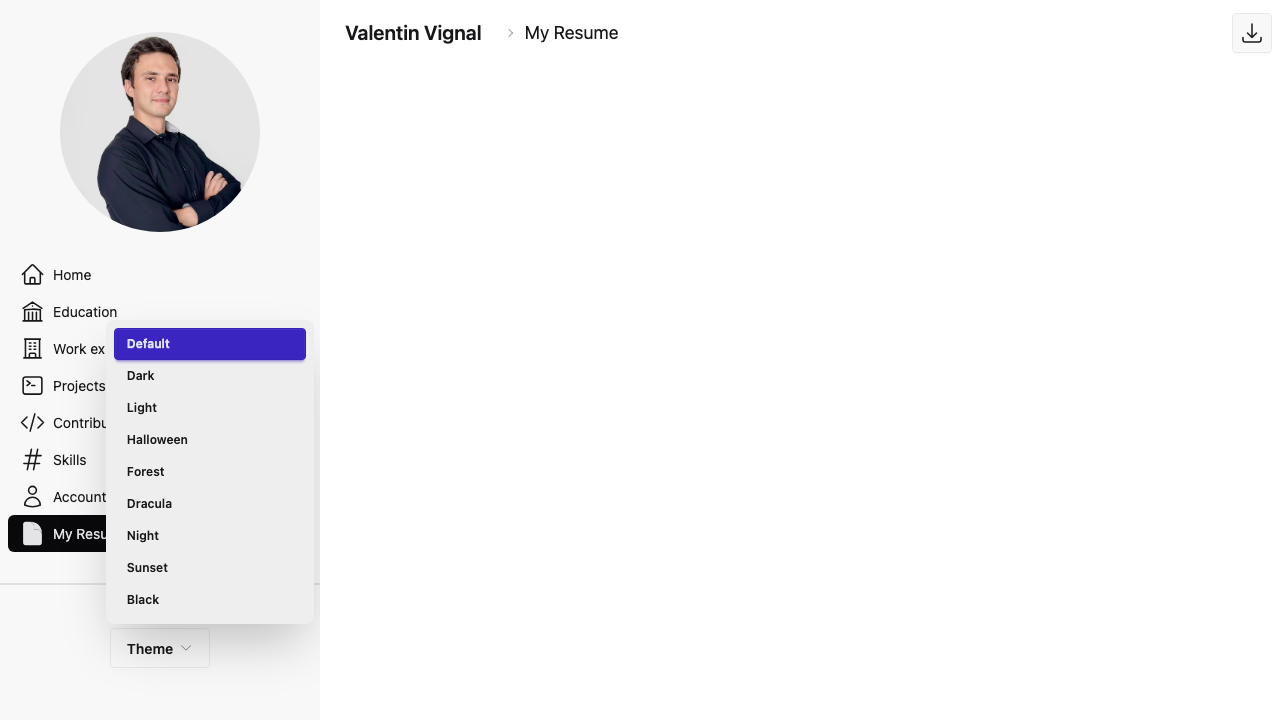 Valentin Vignal
My Resume
Home
Education
Work ex
Projects
Contribu
Skills
Account
My Resu
Default
Dark
Light
Halloween
Forest
Dracula
Night
Sunset
Black
Theme